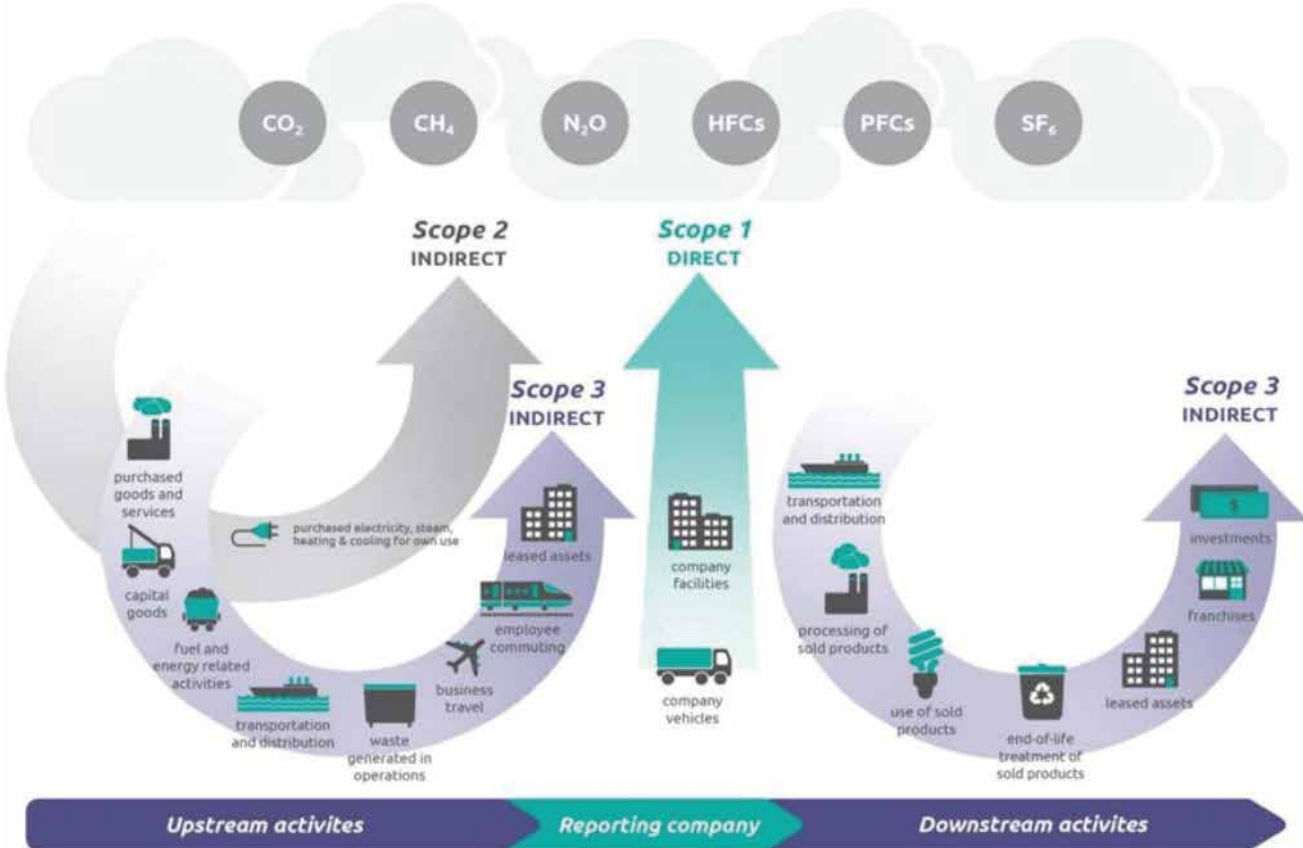 CO₂
CH₄
N₂O
HFCs
PFCs
SF₆
Scope 2
INDIRECT
Scope 1
DIRECT
Scope 3
INDIRECT
Scope 3
INDIRECT
purchased
goods and
services
capital
goods
fuel and
energy related
activities
purchased electricity, steam,
heating & cooling for own use
transportation
and distribution
waste
generated in
operations
business
travel
employee
commuting
leased assets
company
facilities
company
vehicles
transportation
and distribution
processing of
sold products
use of sold
products
end-of-life
treatment of
sold products
leased assets
franchises
$
investments
Upstream activites
Reporting company
Downstream activites